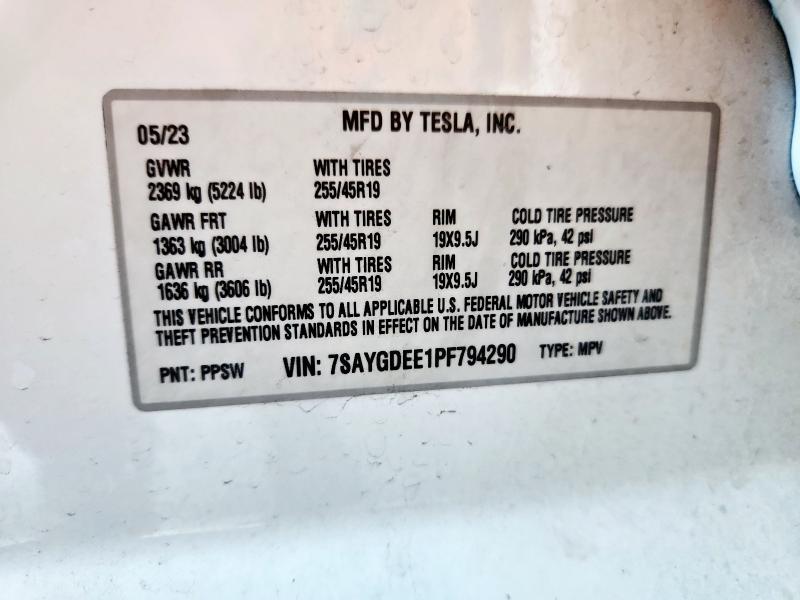 05/23 MFD BY TESLA, INC.
GVWR WITH TIRES
2369 kg (5224 lb) 255/45R19
GAWR FRT WITH TIRES RIM COLD TIRE PRESSURE
1363 kg (3004 lb) 255/45R19 19X9.5J 290 kPa, 42 psi
GAWR RR WITH TIRES RIM COLD TIRE PRESSURE
1636 kg (3606 lb) 255/45R19 19X9.5J 290 kPa, 42 psi
THIS VEHICLE CONFORMS TO ALL APPLICABLE U.S. FEDERAL MOTOR VEHICLE SAFETY AND
THEFT PREVENTION STANDARDS IN EFFECT ON THE DATE OF MANUFACTURE SHOWN ABOVE.
PNT: PPSW VIN: 7SAYGDEE1PF794290 TYPE: MPV